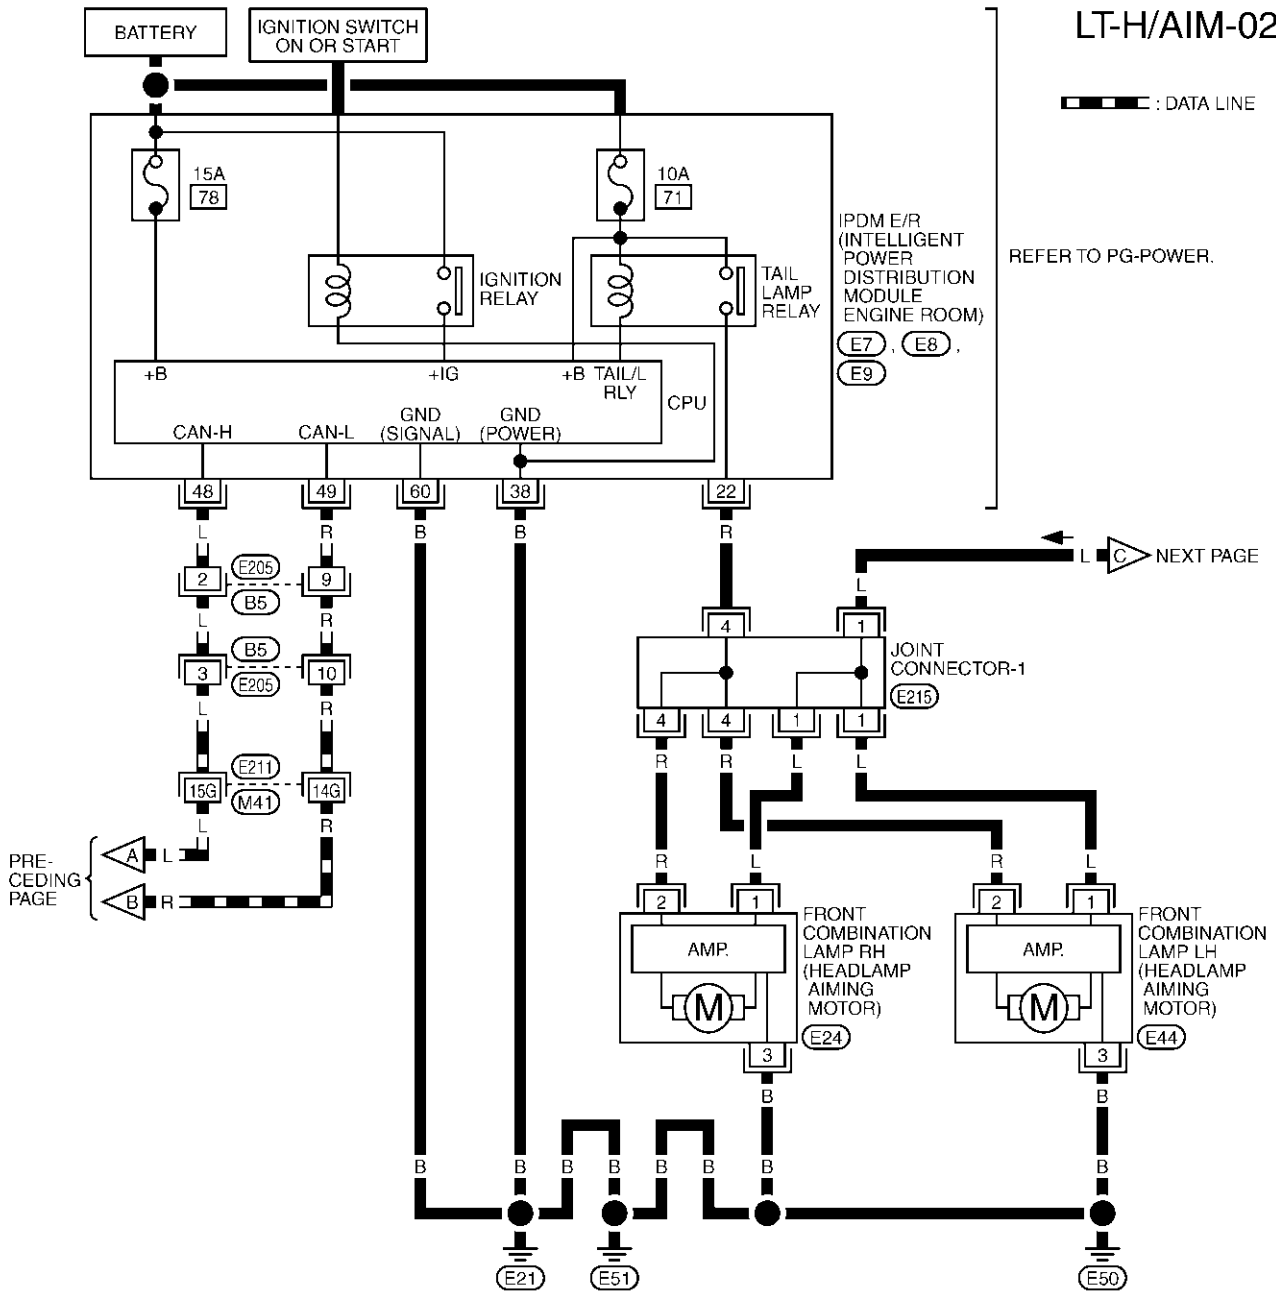 LT-H/AIM-02
BATTERY
IGNITION SWITCH
ON OR START
: DATA LINE
15A
78
10A
71
IPDM E/R
(INTELLIGENT
POWER
DISTRIBUTION
MODULE
ENGINE ROOM)
E7 , E8 ,
E9
REFER TO PG-POWER.
IGNITION
RELAY
TAIL
LAMP
RELAY
+B
+IG
+B
TAIL/L
RLY
CPU
CAN-H
CAN-L
GND
(SIGNAL)
GND
(POWER)
48
49
60
38
22
L
R
B
B
R
L
C
NEXT PAGE
2
E205
B5
9
L
L
R
3
B5
E205
10
4
1
JOINT
CONNECTOR-1
E215
4
4
1
1
L
R
R
R
L
L
15G
E211
M41
14G
L
R
PRE-
CEDING
PAGE
A
L
B
R
R
L
R
L
2
1
2
1
AMP.
M
FRONT
COMBINATION
LAMP RH
(HEADLAMP
AIMING
MOTOR)
E24
AMP.
M
FRONT
COMBINATION
LAMP LH
(HEADLAMP
AIMING
MOTOR)
E44
3
3
B
B
B
B
B
B
B
B
B
B
E21
E51
E50